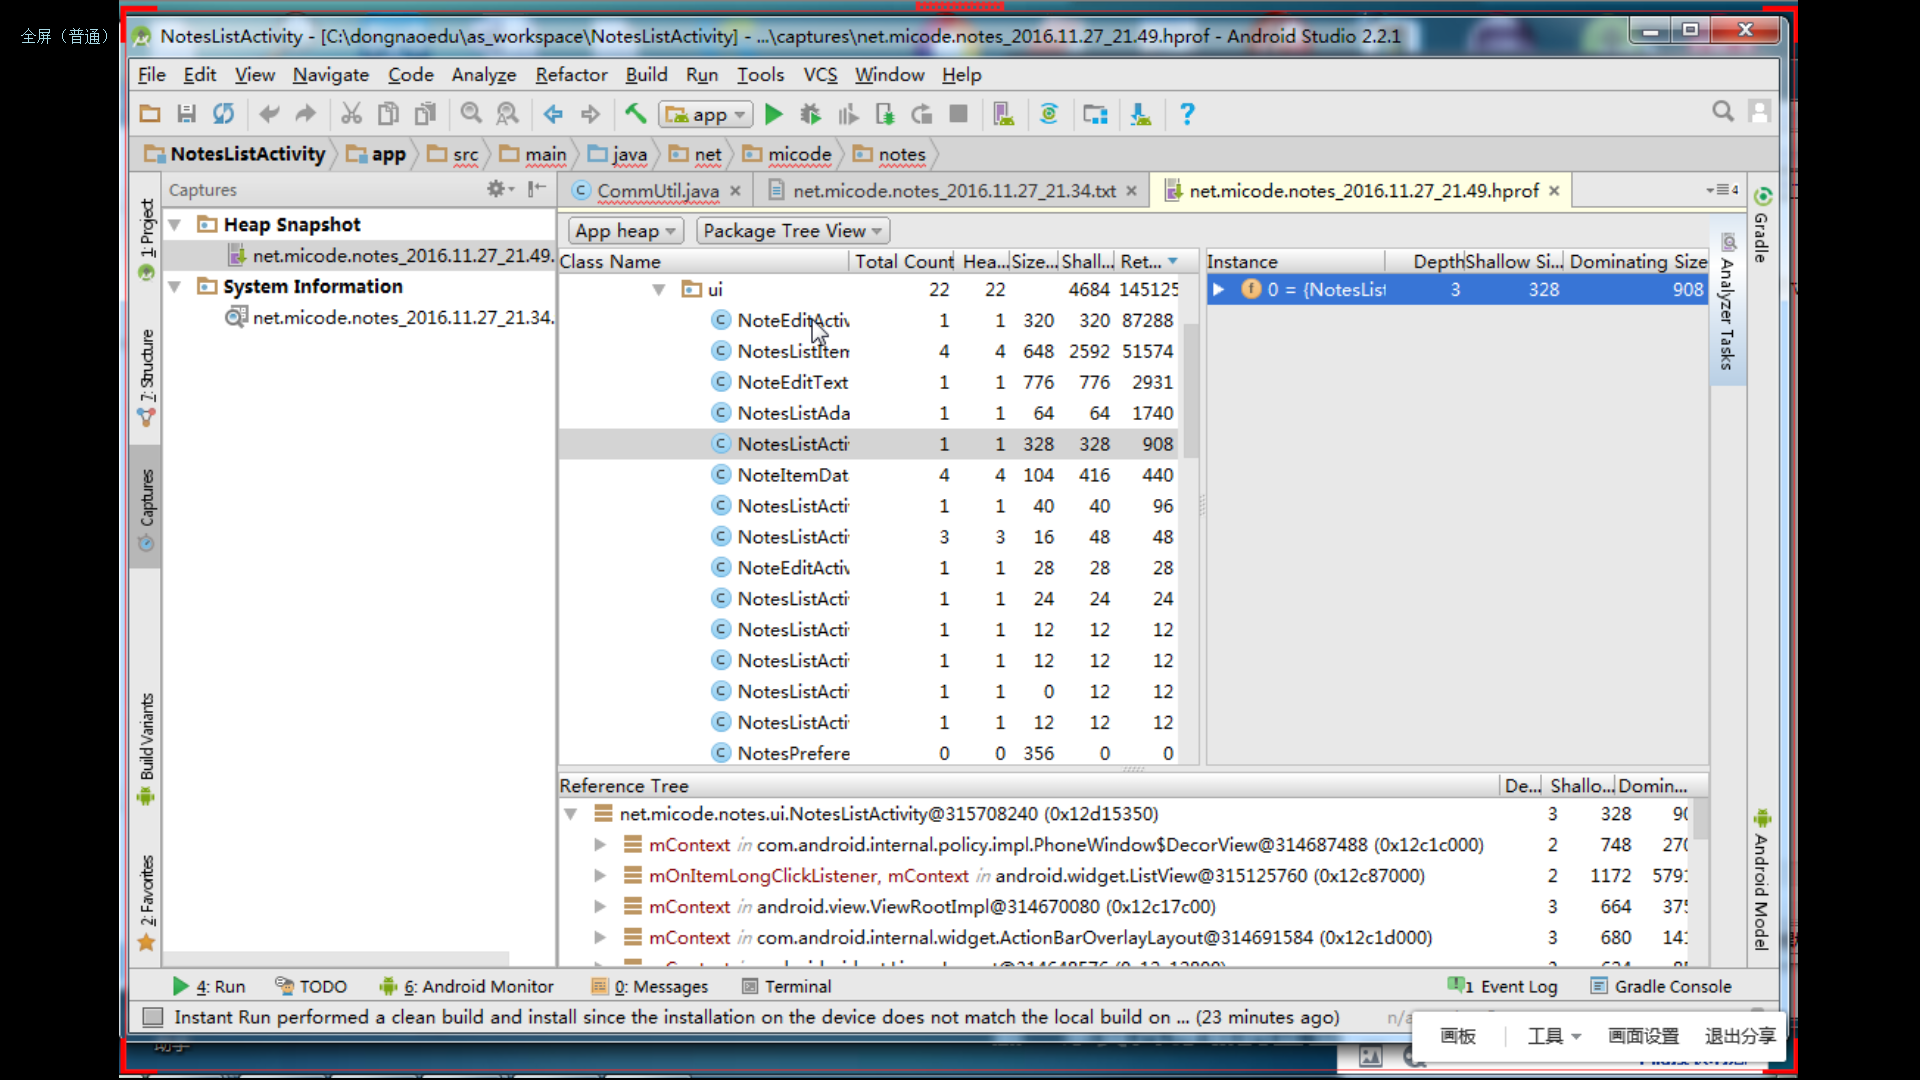 全屏（普通）
NotesListActivity - [C:\dongnaoedu\as_workspace\NotesListActivity] - ...\captures\net.micode.notes_2016.11.27_21.49.hprof - Android Studio 2.2.1
File Edit View Navigate Code Analyze Refactor Build Run Tools VCS Window Help
app
NotesListActivity app src main java net micode notes
Captures
CommUtil.java net.micode.notes_2016.11.27_21.34.txt net.micode.notes_2016.11.27_21.49.hprof 4
1: Project
7: Structure
Captures
Build Variants
2: Favorites
Heap Snapshot
net.micode.notes_2016.11.27_21.49.
System Information
net.micode.notes_2016.11.27_21.34.
App heap Package Tree View
Class Name Total Count Hea... Size... Shall... Ret...
ui 22 22 4684 145125
NoteEditActiv 1 1 320 320 87288
NotesListItem 4 4 648 2592 51574
NoteEditText 1 1 776 776 2931
NotesListAda 1 1 64 64 1740
NotesListActi 1 1 328 328 908
NoteItemDat 4 4 104 416 440
NotesListActi 1 1 40 40 96
NotesListActi 3 3 16 48 48
NoteEditActiv 1 1 28 28 28
NotesListActi 1 1 24 24 24
NotesListActi 1 1 12 12 12
NotesListActi 1 1 12 12 12
NotesListActi 1 1 0 12 12
NotesListActi 1 1 12 12 12
NotesPrefere 0 0 356 0 0
Instance Depth Shallow Si... Dominating Size
0 = {NotesList 3 328 908
Gradle
Analyzer Tasks
Android Model
Reference Tree De... Shallo... Domin...
net.micode.notes.ui.NotesListActivity@315708240 (0x12d15350) 3 328 90
mContext in com.android.internal.policy.impl.PhoneWindow$DecorView@314687488 (0x12c1c000) 2 748 270
mOnItemLongClickListener, mContext in android.widget.ListView@315125760 (0x12c87000) 2 1172 5791
mContext in android.view.ViewRootImpl@314670080 (0x12c17c00) 3 664 375
mContext in com.android.internal.widget.ActionBarOverlayLayout@314691584 (0x12c1d000) 3 680 141
4: Run TODO 6: Android Monitor 0: Messages Terminal 1 Event Log Gradle Console
Instant Run performed a clean build and install since the installation on the device does not match the local build on ... (23 minutes ago) n/a
画板 工具 画面设置 退出分享